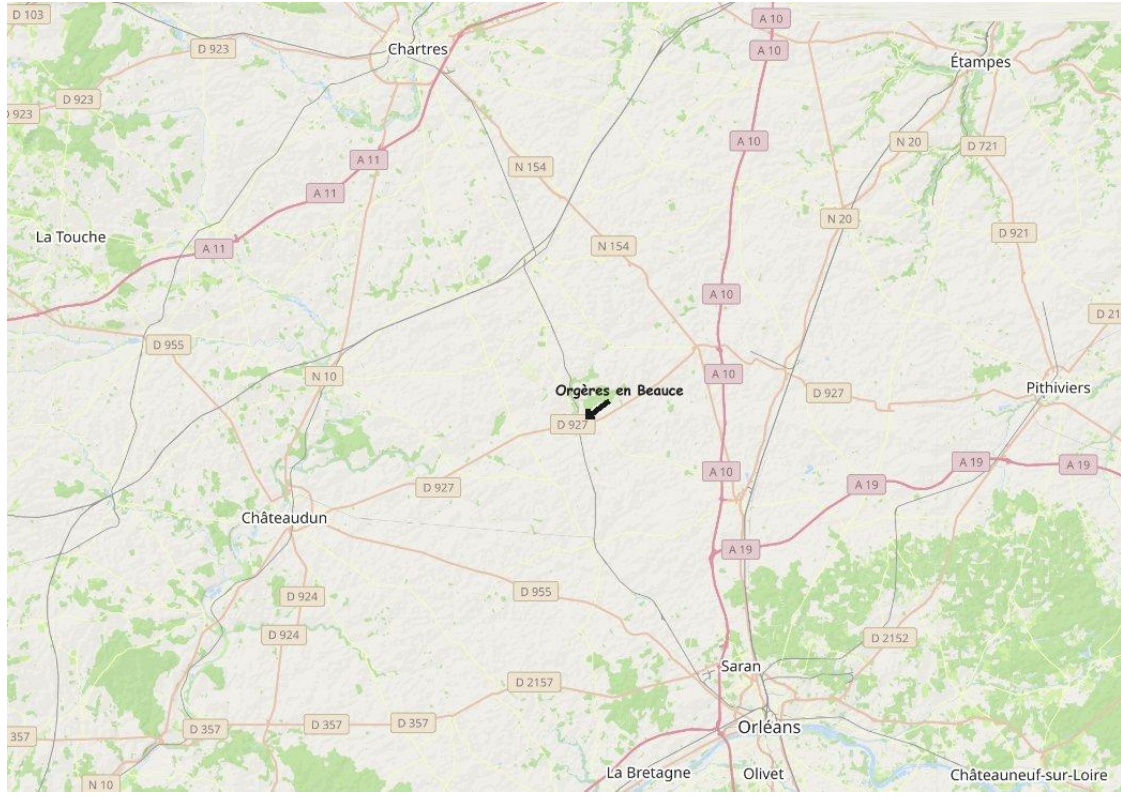 D 103
A 10
D 923
Chartres
A 10
Étampes
D 923
923
A 10
N 20
D 721
A 11
N 154
A 11
N 20
La Touche
A 11
N 154
D 921
A 10
D 21
D 955
N 10
A 10
Orgères en Beauce
D 927
Pithiviers
D 927
A 10
A 19
A 19
D 927
A 19
Châteaudun
A 19
D 955
D 924
D 924
D 2152
Saran
D 2157
D 357
D 357
D 357
357
Orléans
La Bretagne
Olivet
Châteauneuf-sur-Loire
N 10